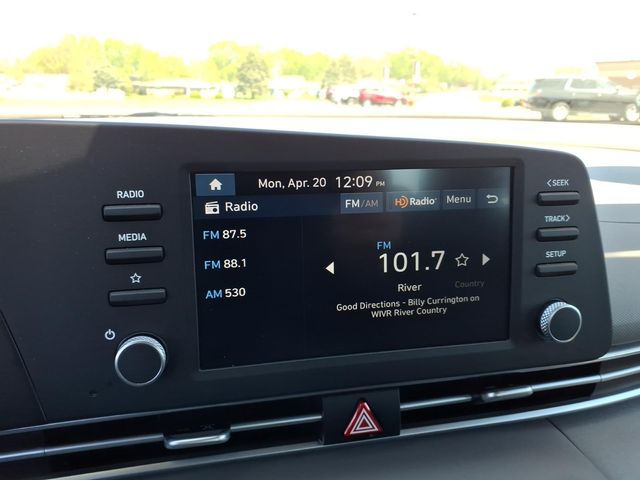 Mon, Apr. 20 12:09 PM
Radio FM/AM HD Radio Menu
RADIO
MEDIA
FM 87.5
FM 88.1
AM 530
FM
101.7
River Country
Good Directions - Billy Currington on
WIVR River Country
<SEEK
TRACK>
SETUP